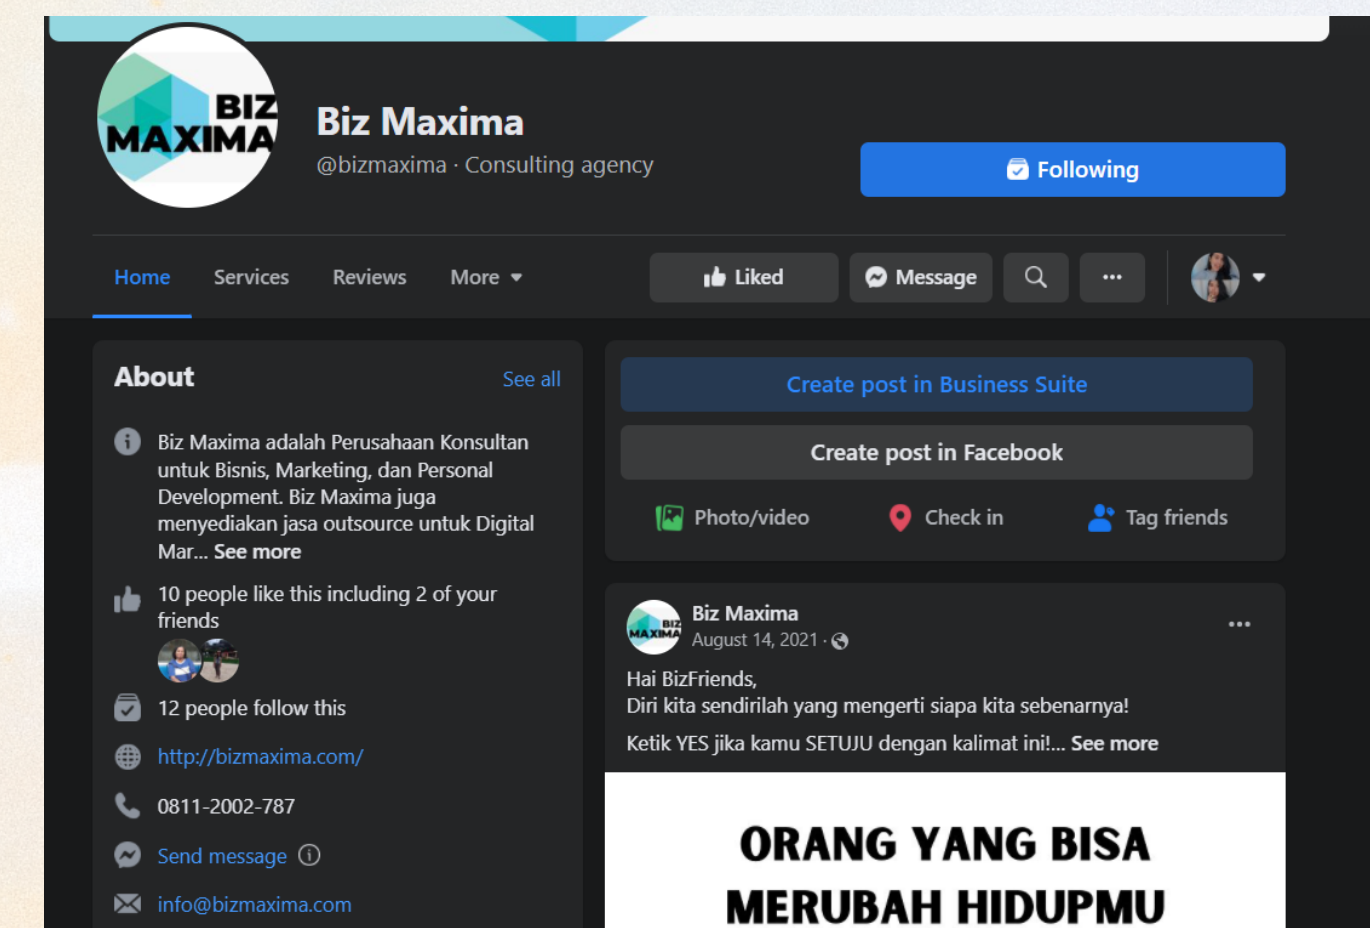 BIZ
MAXIMA
Biz Maxima
@bizmaxima · Consulting agency
Following
Home Services Reviews More
Liked Message
About See all
Biz Maxima adalah Perusahaan Konsultan
untuk Bisnis, Marketing, dan Personal
Development. Biz Maxima juga
menyediakan jasa outsource untuk Digital
Mar... See more
10 people like this including 2 of your
friends
12 people follow this
http://bizmaxima.com/
0811-2002-787
Send message
info@bizmaxima.com
Create post in Business Suite
Create post in Facebook
Photo/video Check in Tag friends
BIZ
MAXIMA
Biz Maxima
August 14, 2021 ·
Hai BizFriends,
Diri kita sendirilah yang mengerti siapa kita sebenarnya!
Ketik YES jika kamu SETUJU dengan kalimat ini!... See more
ORANG YANG BISA
MERUBAH HIDUPMU